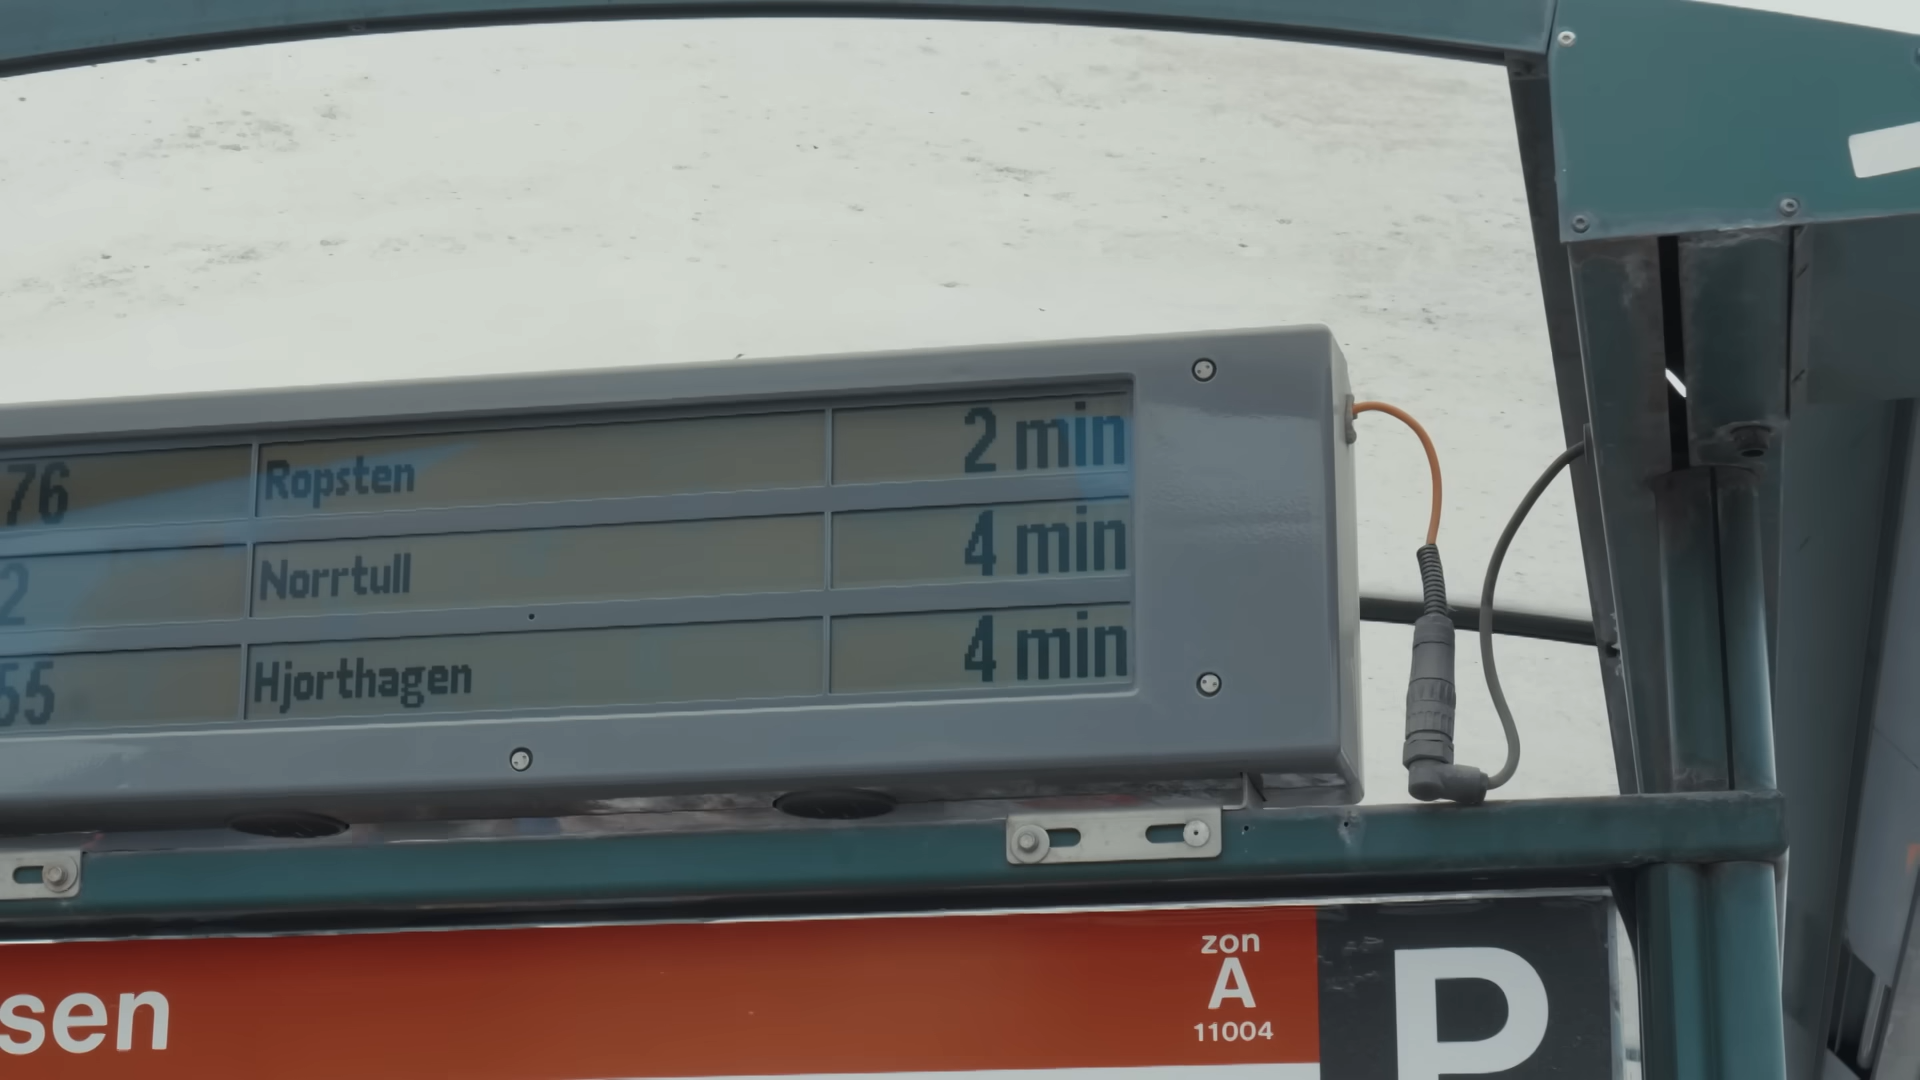 76 Ropsten 2 min
2 Norrtull 4 min
55 Hjorthagen 4 min
sen
zon
A
11004
P